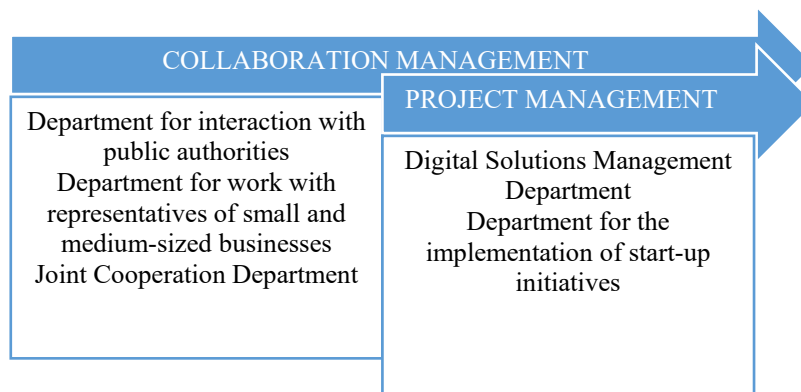 COLLABORATION MANAGEMENT
Department for interaction with
public authorities
Department for work with
representatives of small and
medium-sized businesses
Joint Cooperation Department
PROJECT MANAGEMENT
Digital Solutions Management
Department
Department for the
implementation of start-up
initiatives